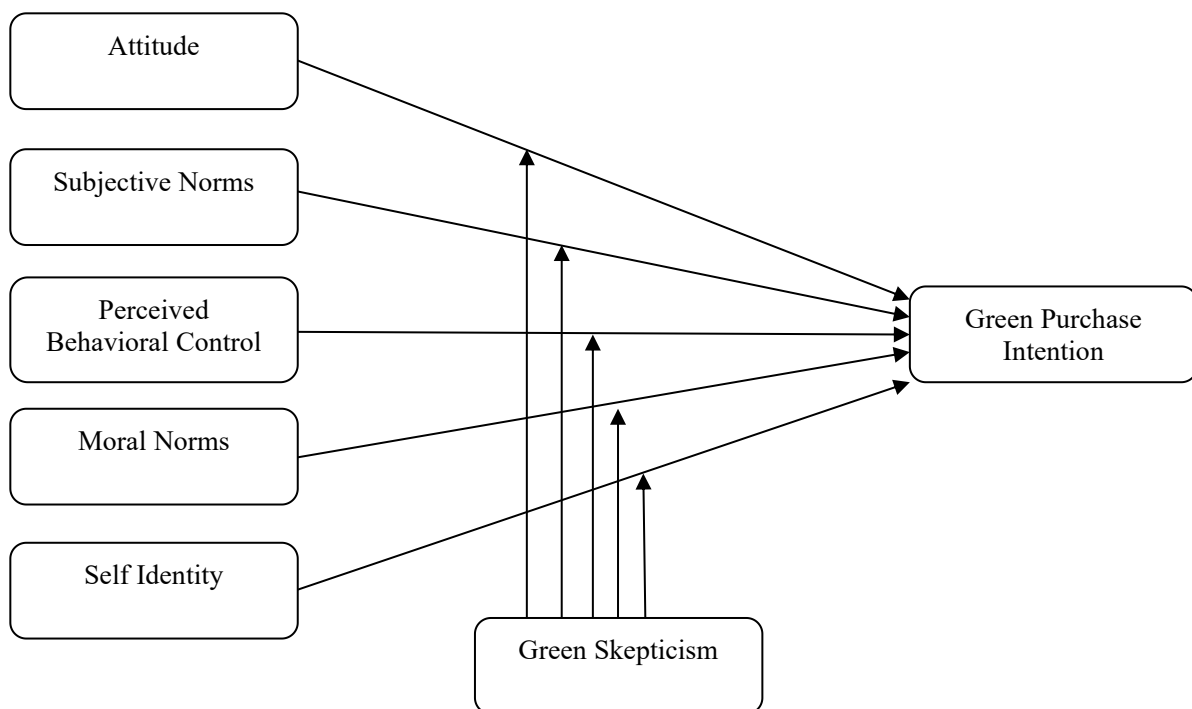 Attitude
Subjective Norms
Perceived
Behavioral Control
Moral Norms
Self Identity
Green Purchase
Intention
Green Skepticism